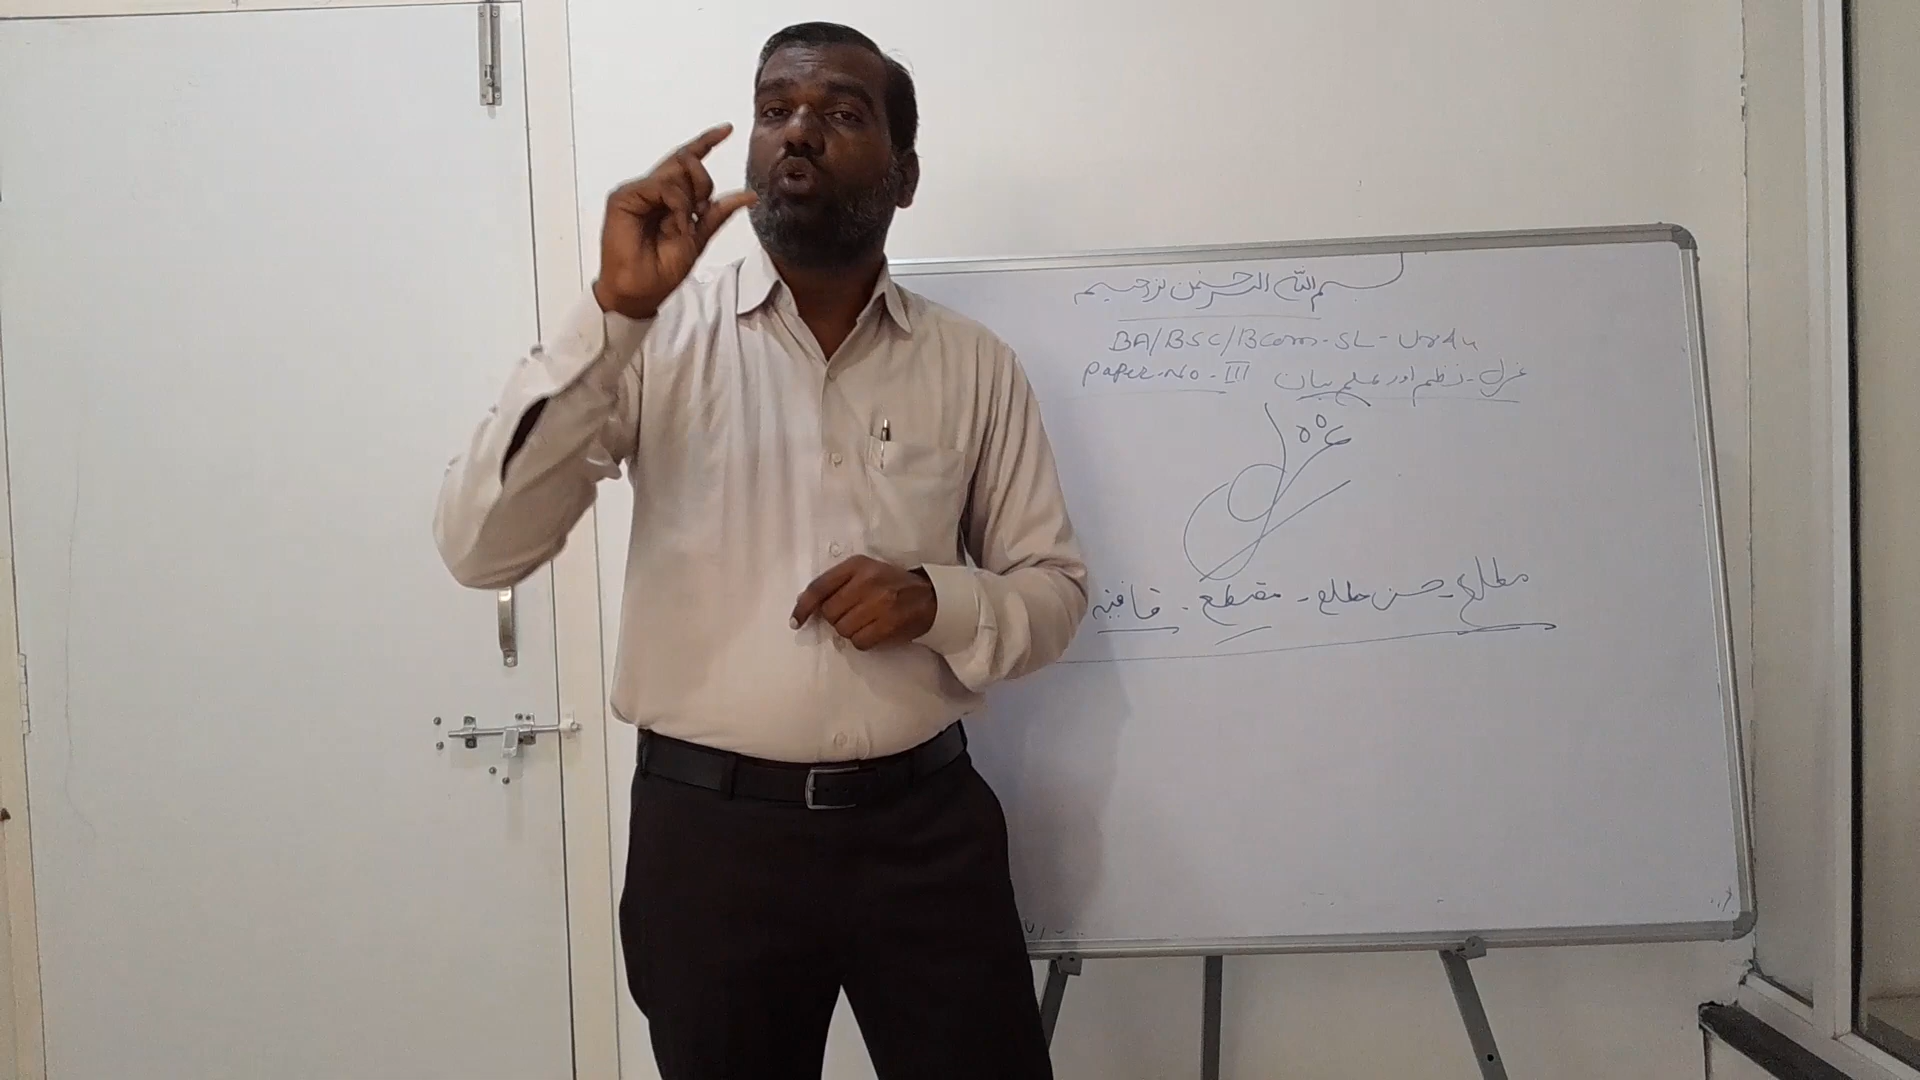 بسم اللہ الرحمٰن الرحیم
BA/BSC/BCom-SL-Urdu
Paper-No-III غزل-نظم اور علم بیان
مطلع-حسن مطلع-مقطع-قافیہ